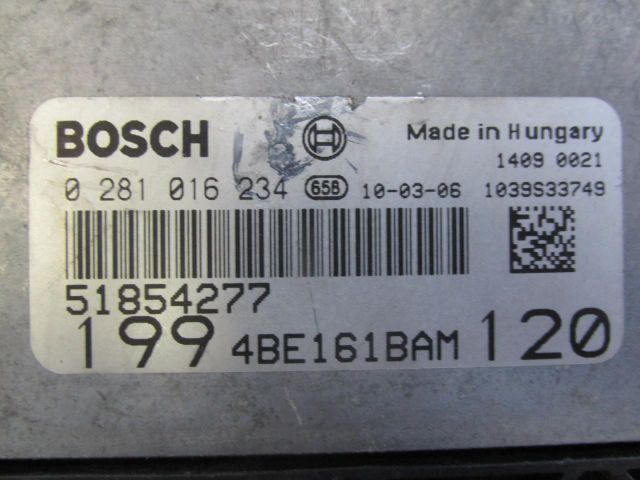 BOSCH Made in Hungary
1409 0021
0 281 016 234 658 10-03-06 1039S33749
51854277
199 4BE161BAM 120